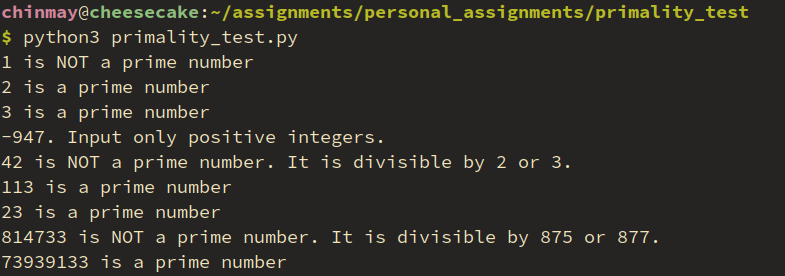 chinmay@cheesecake:~/assignments/personal_assignments/primality_test
$ python3 primality_test.py
1 is NOT a prime number
2 is a prime number
3 is a prime number
-947. Input only positive integers.
42 is NOT a prime number. It is divisible by 2 or 3.
113 is a prime number
23 is a prime number
814733 is NOT a prime number. It is divisible by 875 or 877.
73939133 is a prime number